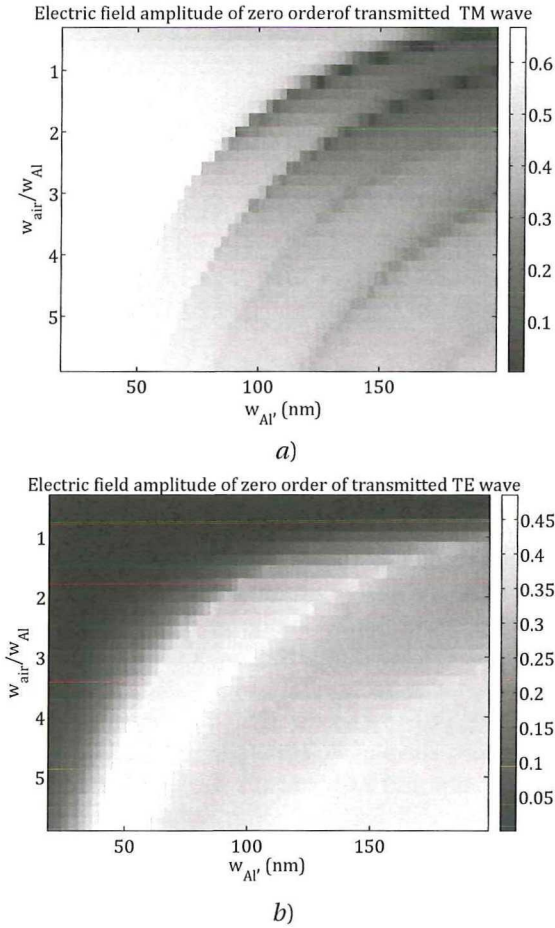 Electric field amplitude of zero orderof transmitted TM wave
0.6
1
0.5
2
0.4
w_air/w_Al
3
0.3
4
0.2
5
0.1
50 100 150
w_Al' (nm)
a)
Electric field amplitude of zero order of transmitted TE wave
0.45
1
0.4
2
0.35
0.3
w_air/w_Al
3
0.25
0.2
4
0.15
5
0.1
0.05
50 100 150
w_Al' (nm)
b)